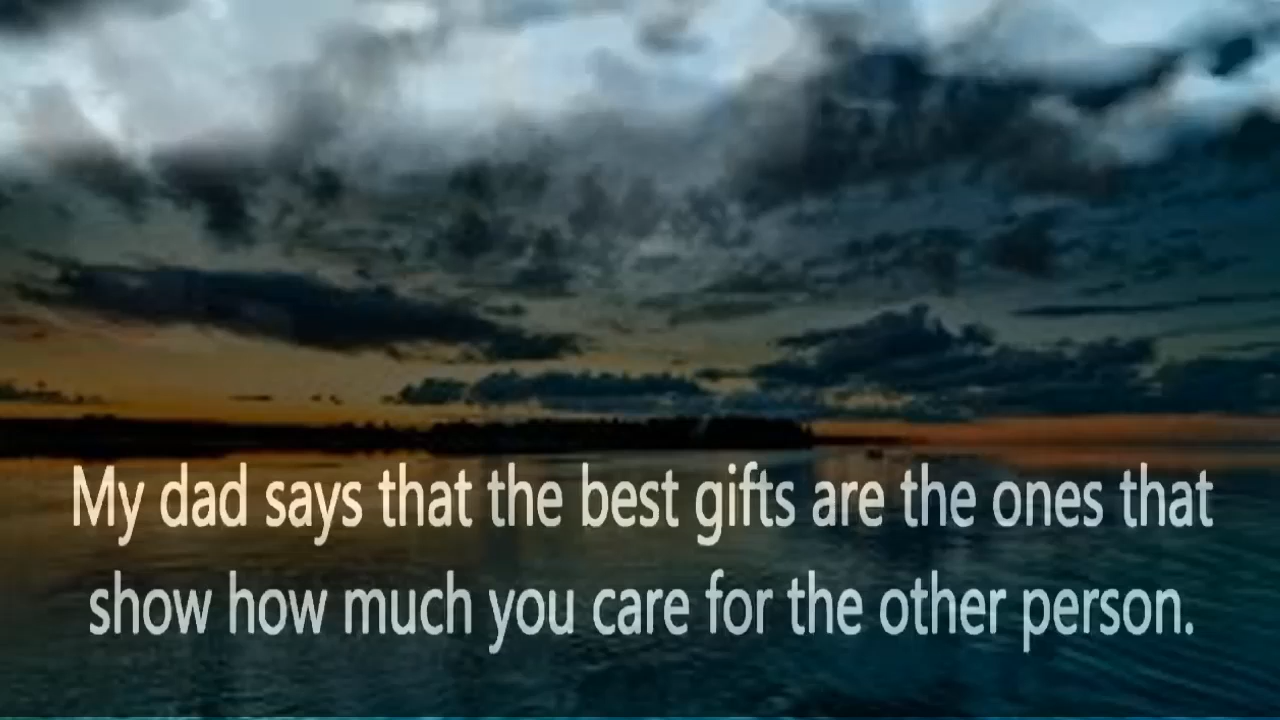 My dad says that the best gifts are the ones that
show how much you care for the other person.